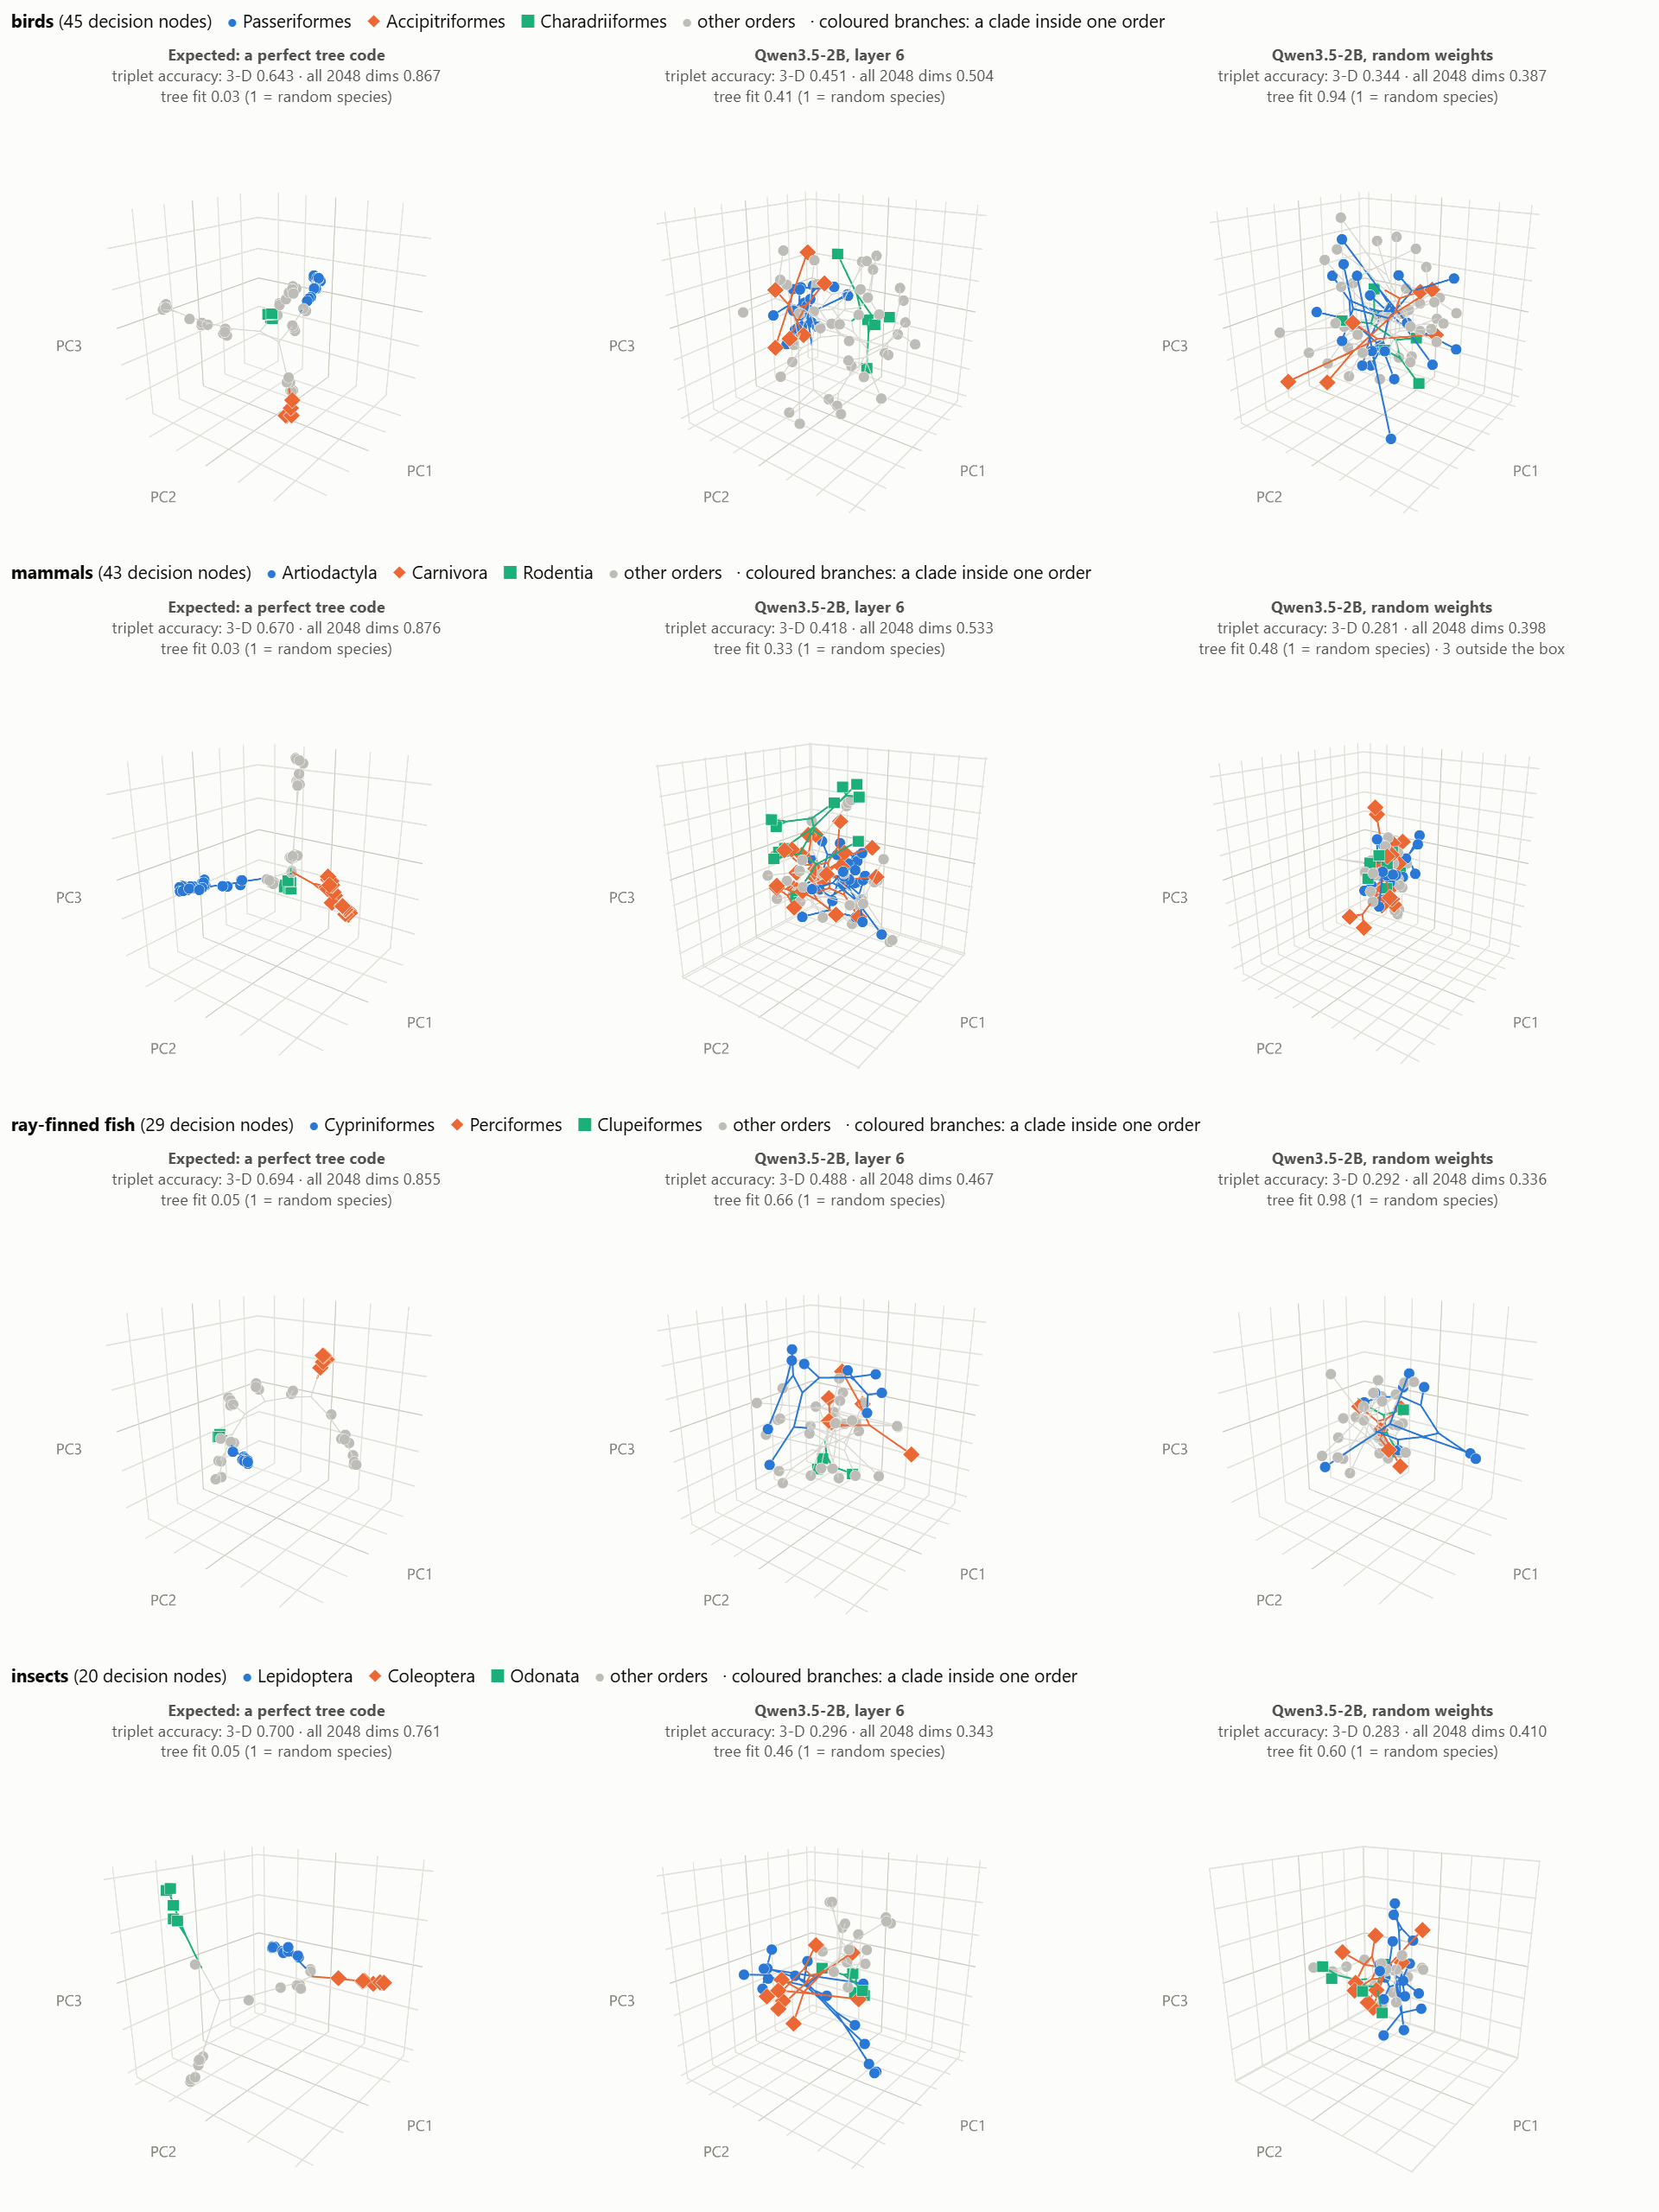 birds (45 decision nodes) Passeriformes Accipitriformes Charadriiformes other orders · coloured branches: a clade inside one order
Expected: a perfect tree code
triplet accuracy: 3-D 0.643 · all 2048 dims 0.867
tree fit 0.03 (1 = random species)
Qwen3.5-2B, layer 6
triplet accuracy: 3-D 0.451 · all 2048 dims 0.504
tree fit 0.41 (1 = random species)
Qwen3.5-2B, random weights
triplet accuracy: 3-D 0.344 · all 2048 dims 0.387
tree fit 0.94 (1 = random species)
PC3
PC2
PC1
PC3
PC2
PC1
PC3
PC2
PC1
mammals (43 decision nodes) Artiodactyla Carnivora Rodentia other orders · coloured branches: a clade inside one order
Expected: a perfect tree code
triplet accuracy: 3-D 0.670 · all 2048 dims 0.876
tree fit 0.03 (1 = random species)
Qwen3.5-2B, layer 6
triplet accuracy: 3-D 0.418 · all 2048 dims 0.533
tree fit 0.33 (1 = random species)
Qwen3.5-2B, random weights
triplet accuracy: 3-D 0.281 · all 2048 dims 0.398
tree fit 0.48 (1 = random species) · 3 outside the box
PC3
PC2
PC1
PC3
PC2
PC1
PC3
PC2
PC1
ray-finned fish (29 decision nodes) Cypriniformes Perciformes Clupeiformes other orders · coloured branches: a clade inside one order
Expected: a perfect tree code
triplet accuracy: 3-D 0.694 · all 2048 dims 0.855
tree fit 0.05 (1 = random species)
Qwen3.5-2B, layer 6
triplet accuracy: 3-D 0.488 · all 2048 dims 0.467
tree fit 0.66 (1 = random species)
Qwen3.5-2B, random weights
triplet accuracy: 3-D 0.292 · all 2048 dims 0.336
tree fit 0.98 (1 = random species)
PC3
PC2
PC1
PC3
PC2
PC1
PC3
PC2
PC1
insects (20 decision nodes) Lepidoptera Coleoptera Odonata other orders · coloured branches: a clade inside one order
Expected: a perfect tree code
triplet accuracy: 3-D 0.700 · all 2048 dims 0.761
tree fit 0.05 (1 = random species)
Qwen3.5-2B, layer 6
triplet accuracy: 3-D 0.296 · all 2048 dims 0.343
tree fit 0.46 (1 = random species)
Qwen3.5-2B, random weights
triplet accuracy: 3-D 0.283 · all 2048 dims 0.410
tree fit 0.60 (1 = random species)
PC3
PC2
PC1
PC3
PC2
PC1
PC3
PC2
PC1